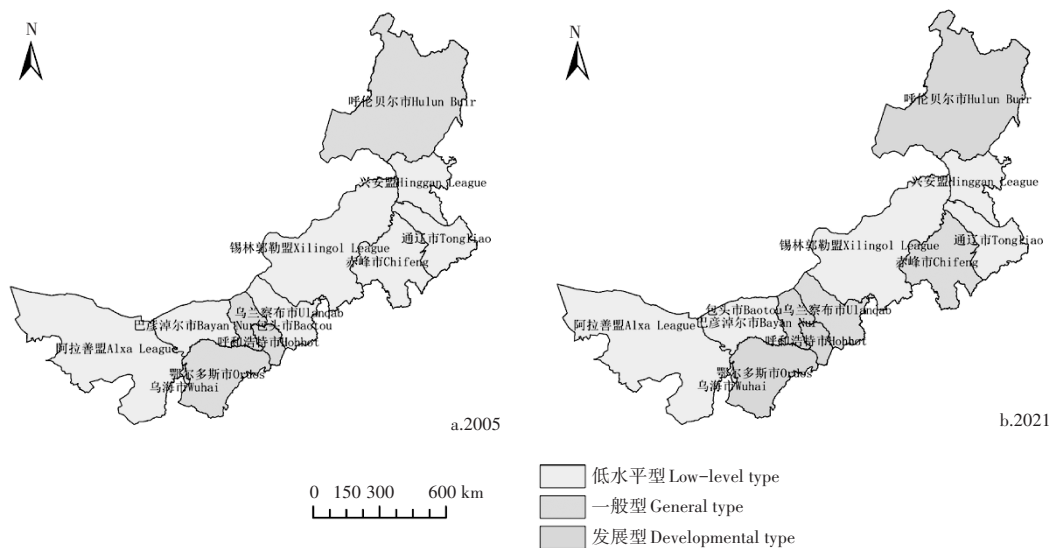 N
呼伦贝尔市Hulun Buir
兴安盟Hinggan League
锡林郭勒盟Xilingol League
通辽市Tongliao
赤峰市Chifeng
乌兰察布市Ulanqab
巴彦淖尔市Bayan Nur
包头市Baotou
呼和浩特市Hohhot
阿拉善盟Alxa League
鄂尔多斯市Ordos
乌海市Wuhai
a.2005
N
呼伦贝尔市Hulun Buir
兴安盟Hinggan League
锡林郭勒盟Xilingol League
通辽市Tongliao
赤峰市Chifeng
包头市Baotou
乌兰察布市Ulanqab
巴彦淖尔市Bayan Nur
呼和浩特市Hohhot
阿拉善盟Alxa League
鄂尔多斯市Ordos
乌海市Wuhai
b.2021
0 150 300 600 km
低水平型 Low-level type
一般型 General type
发展型 Developmental type